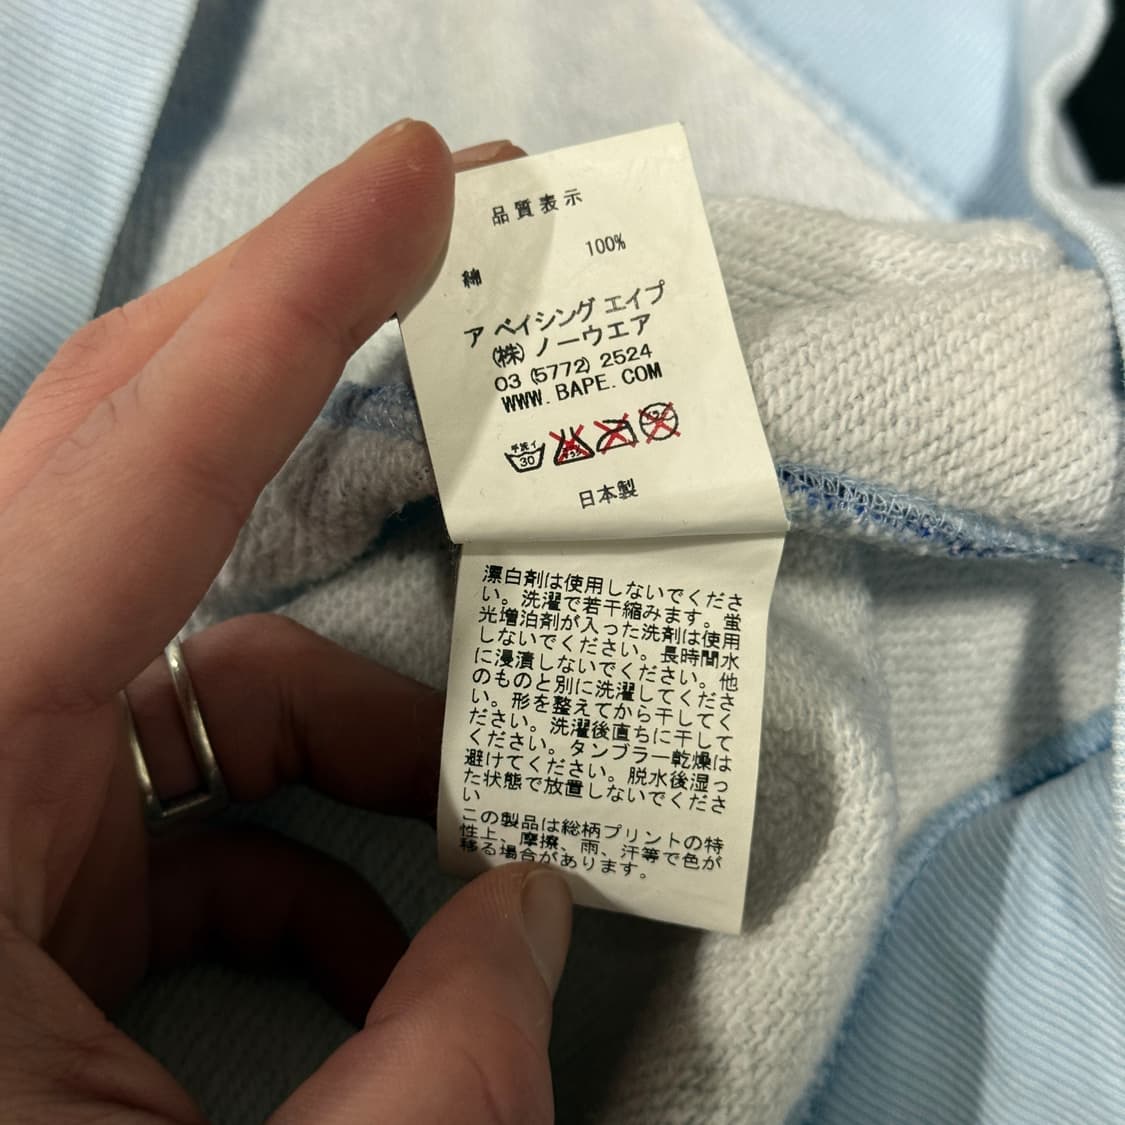 品質表示
100%
綿
ア ベイシング エイプ
(株) ノーウエア
03 (5772) 2524
WWW. BAPE. COM
手洗イ
30
日本製
漂白剤は使用しないでくださ
い。洗濯で若干縮みます。蛍
光増泊剤が入った洗剤は使用
しないでください。長時間水
に浸漬しないでください。他
のものと別に洗濯してくださ
い。形を整えてから干してく
ださい。洗濯後直ちに干して
ください。タンブラー乾燥は
避けてください。脱水後湿っ
た状態で放置しないでくださ
い
この製品は総柄プリントの特
性上、摩擦、雨、汗等で色が
移る場合があります。